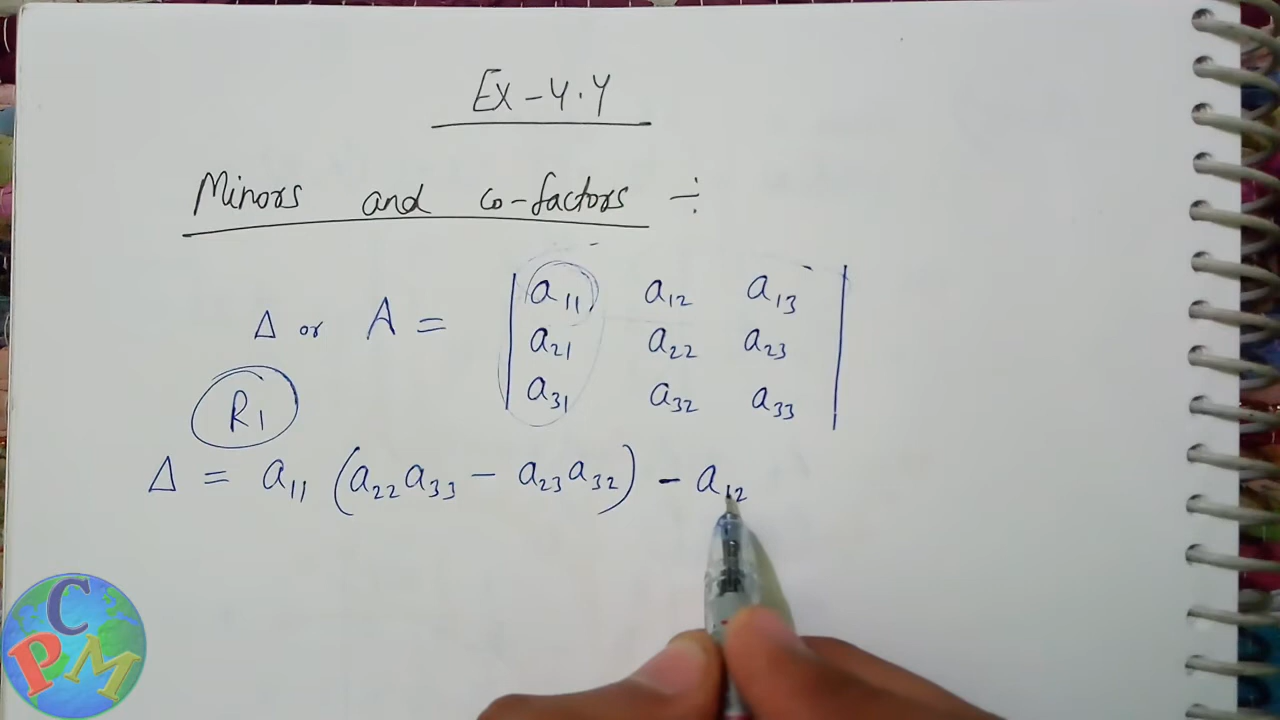 Ex - 4.4
Minors and co-factors ÷
Δ or A = | a₁₁ a₁₂ a₁₃ |
| a₂₁ a₂₂ a₂₃ |
| a₃₁ a₃₂ a₃₃ |
R₁
Δ = a₁₁ (a₂₂a₃₃ - a₂₃a₃₂) - a₁₂
CPM